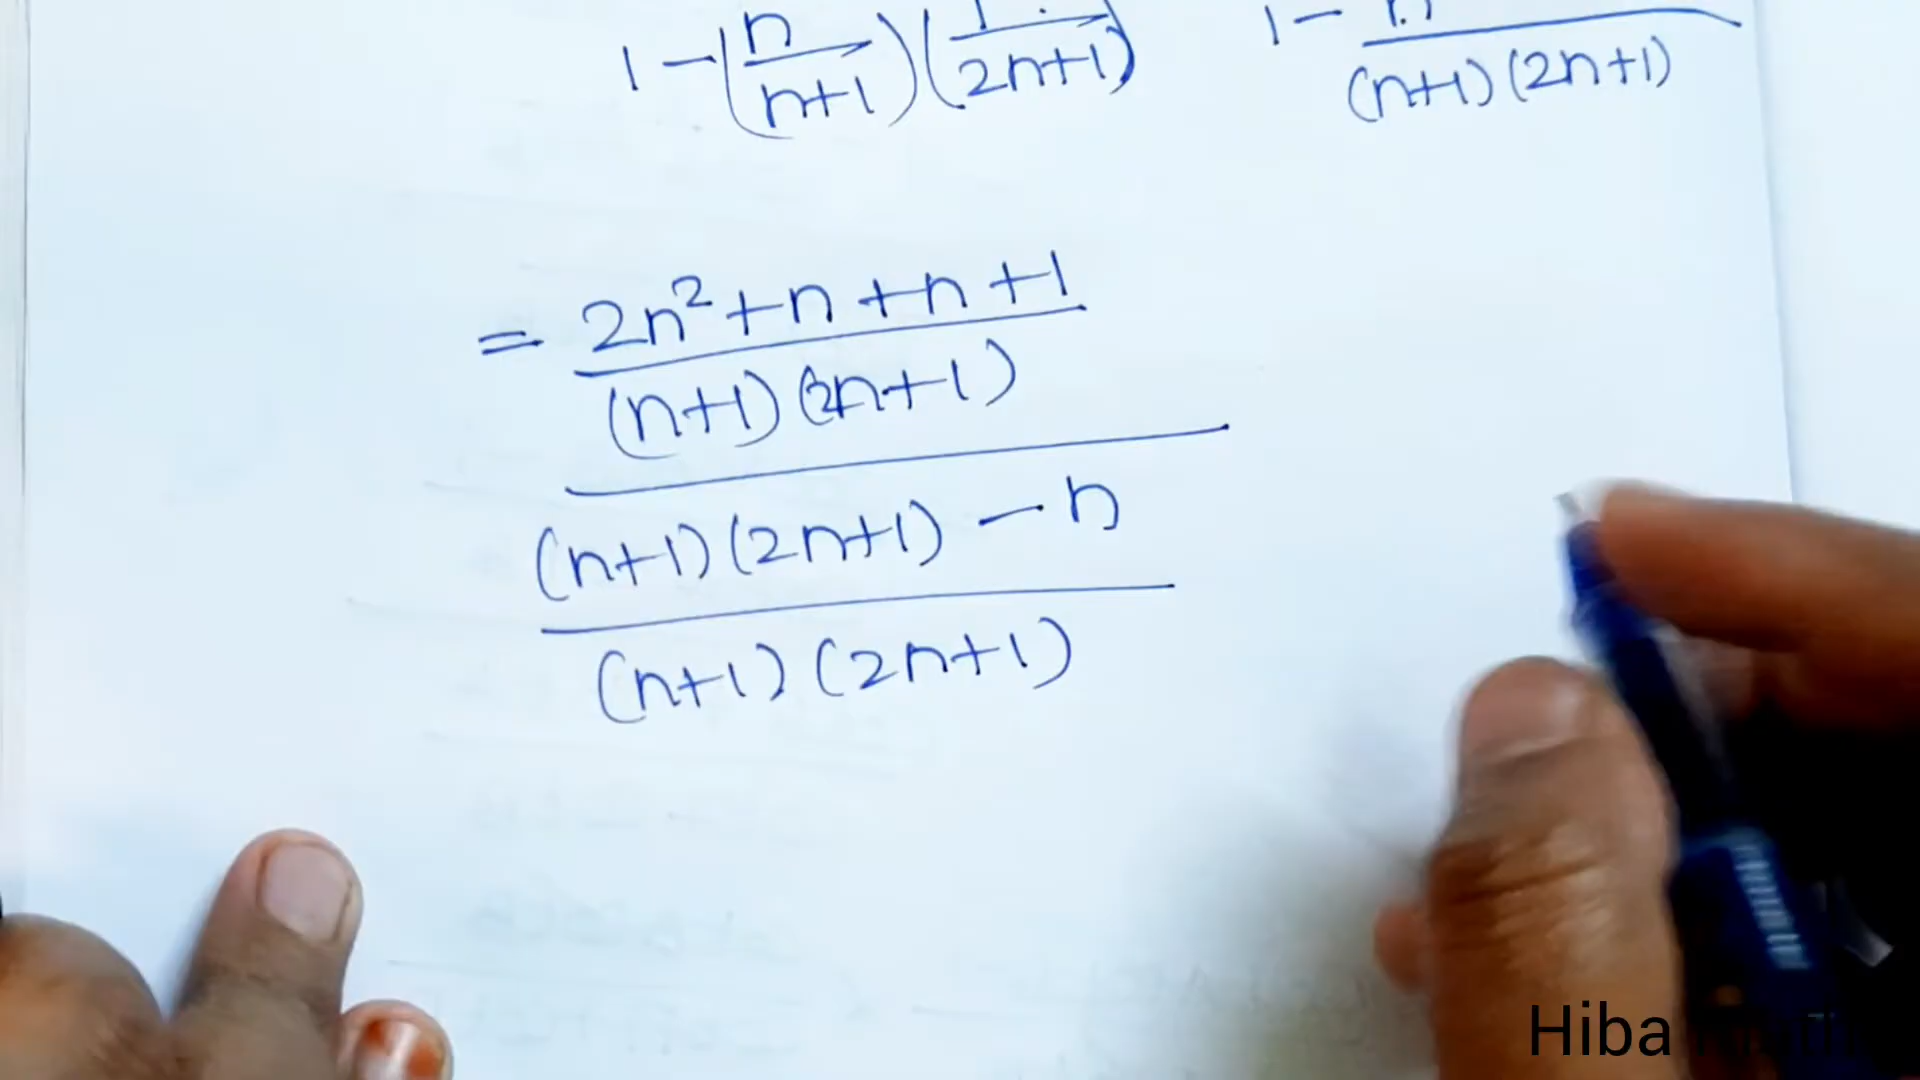 1 - (n/n+1)(1/2n+1) 1 - n/(n+1)(2n+1)
= 2n² + n + n + 1
(n+1)(2n+1)
(n+1)(2n+1) - n
(n+1)(2n+1)
Hiba